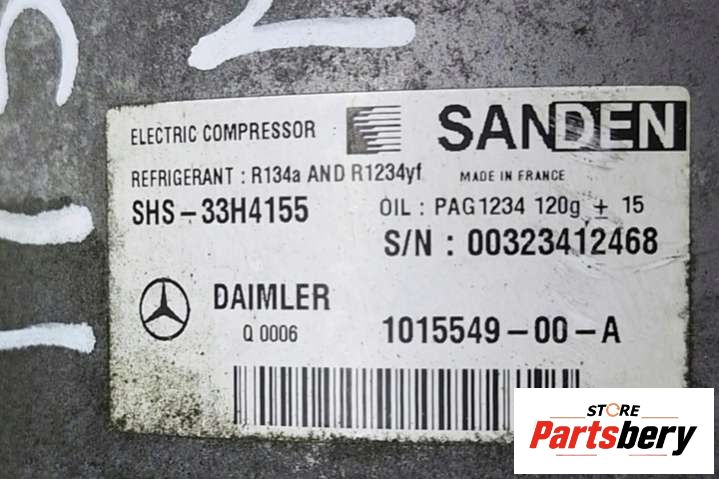 ELECTRIC COMPRESSOR SANDEN
REFRIGERANT : R134a AND R1234yf MADE IN FRANCE
SHS-33H4155 OIL : PAG1234 120g ± 15
S/N : 00323412468
DAIMLER
Q 0006 1015549-00-A
STORE
Partsbery